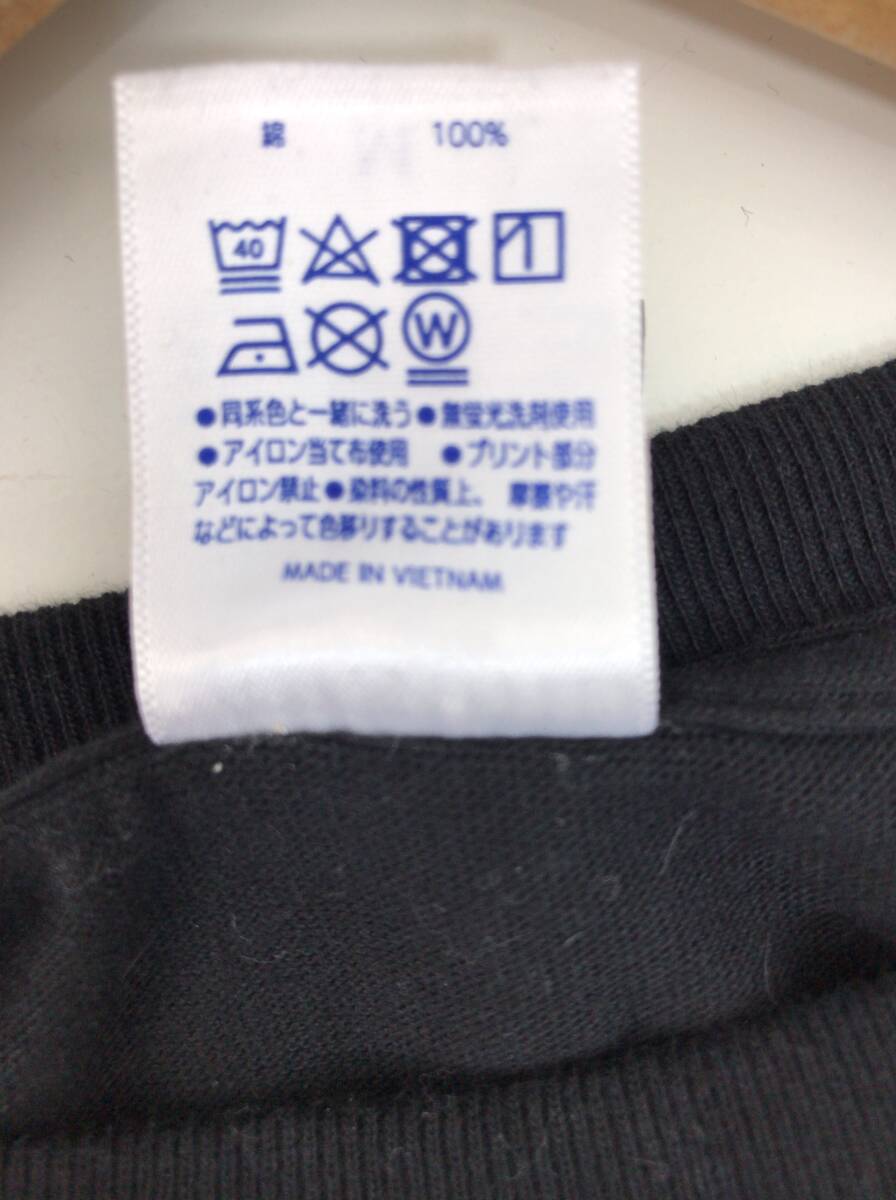 綿 100%
40
W
●同系色と一緒に洗う●無蛍光洗剤使用
●アイロン当て布使用 ●プリント部分
アイロン禁止●染料の性質上、 摩擦や汗
などによって色移りすることがあります
MADE IN VIETNAM